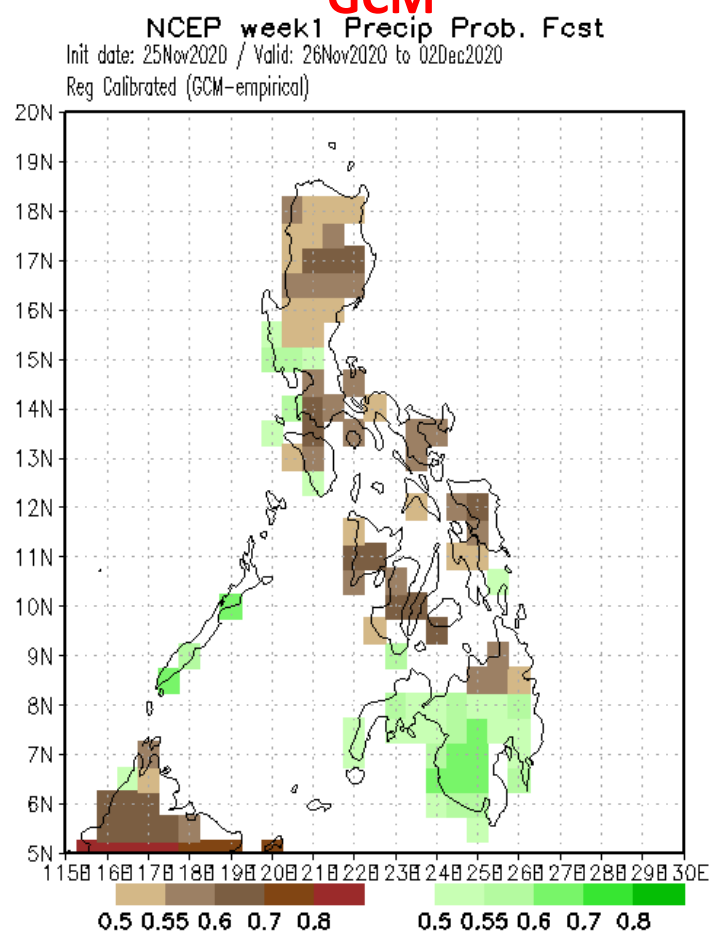 GCM
NCEP week1 Precip Prob. Fcst
Init date: 25Nov2020 / Valid: 26Nov2020 to 02Dec2020
Reg Calibrated (GCM-empirical)
20N
19N
18N
17N
16N
15N
14N
13N
12N
11N
10N
9N
8N
7N
6N
5N
115E 116E 117E 118E 119E 120E 121E 122E 123E 124E 125E 126E 127E 128E 129E 130E
0.5 0.55 0.6 0.7 0.8 0.5 0.55 0.6 0.7 0.8